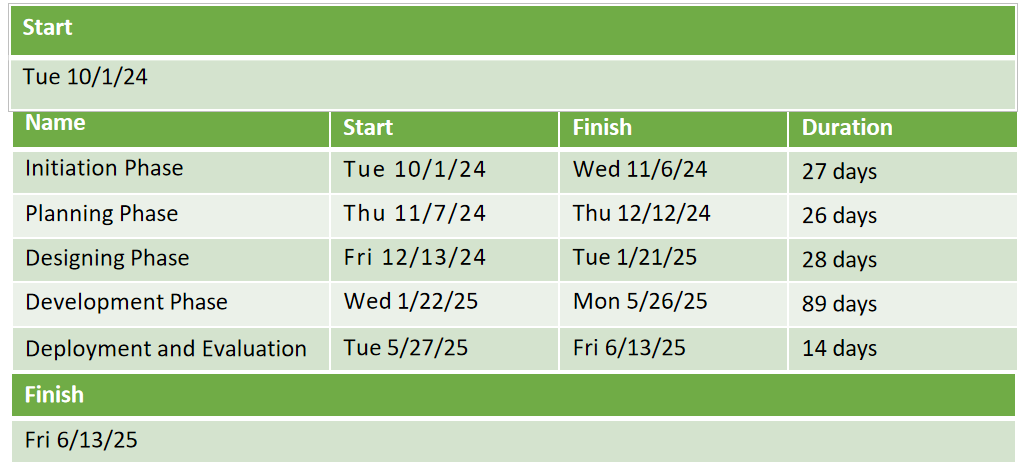 Start
Tue 10/1/24
Name Start Finish Duration
Initiation Phase Tue 10/1/24 Wed 11/6/24 27 days
Planning Phase Thu 11/7/24 Thu 12/12/24 26 days
Designing Phase Fri 12/13/24 Tue 1/21/25 28 days
Development Phase Wed 1/22/25 Mon 5/26/25 89 days
Deployment and Evaluation Tue 5/27/25 Fri 6/13/25 14 days
Finish
Fri 6/13/25